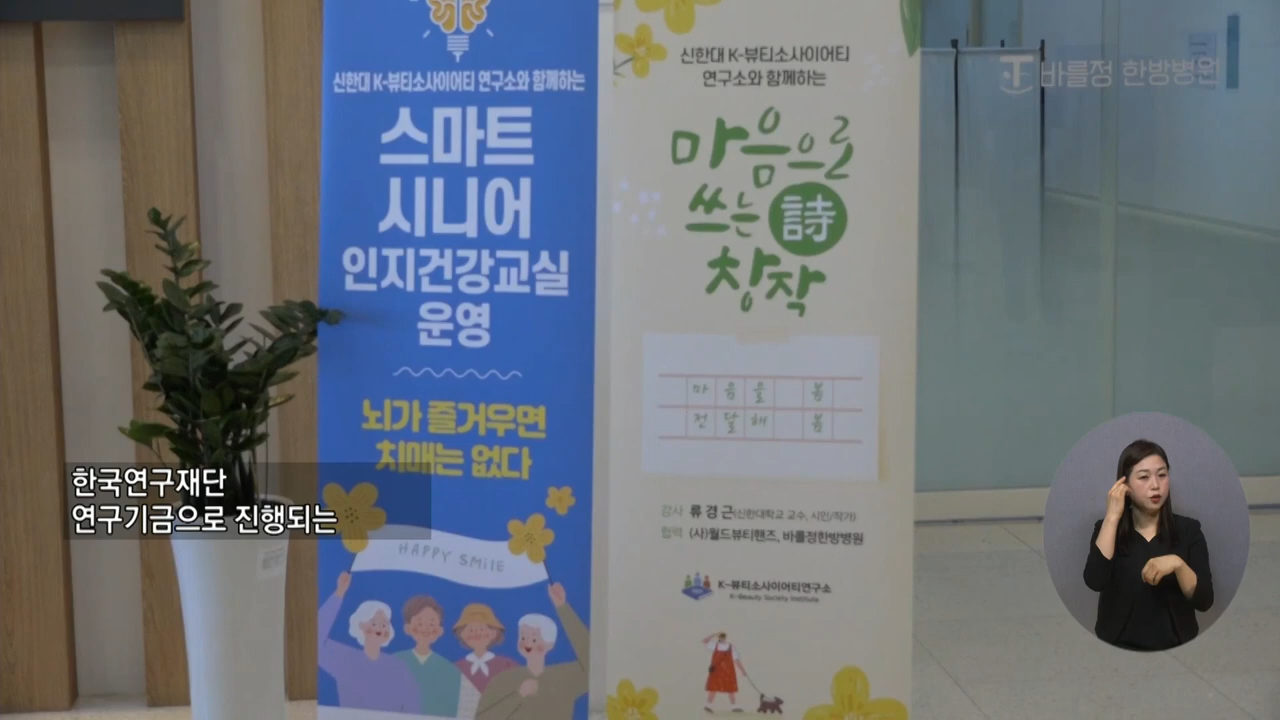 신한대 K-뷰티소사이어티 연구소와 함께하는
스마트
시니어
인지건강교실
운영
뇌가 즐거우면
치매는 없다
HAPPY SMILE
신한대 K-뷰티소사이어티
연구소와 함께하는
마음으로
쓰는 詩
창작
마음을 봄
전달해 봄
강사 류경근(신한대학교 교수, 시인/작가)
협력 (사)월드뷰티핸즈, 바를정한방병원
K-뷰티소사이어티연구소
K-Beauty Society Institute
바를정 한방병원
한국연구재단
연구기금으로 진행되는